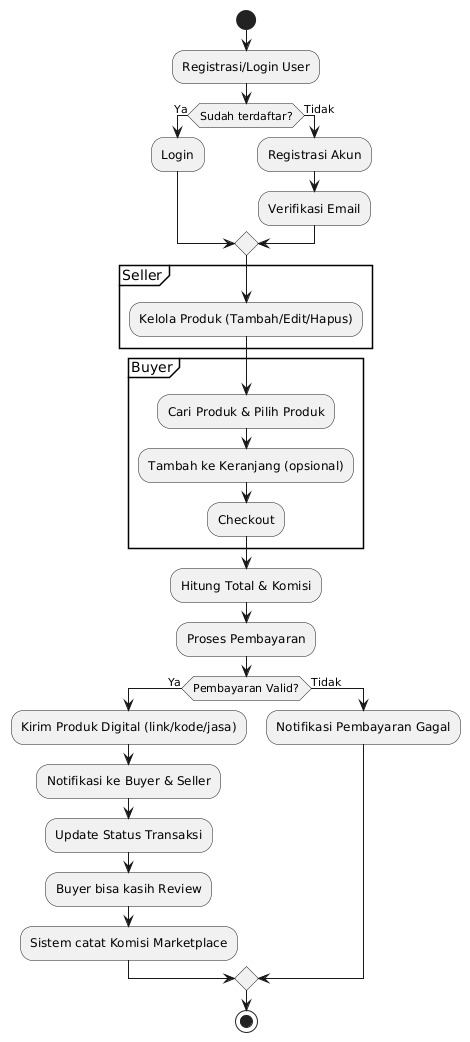 Registrasi/Login User
Sudah terdaftar?
Ya
Tidak
Login
Registrasi Akun
Verifikasi Email
Seller
Kelola Produk (Tambah/Edit/Hapus)
Buyer
Cari Produk & Pilih Produk
Tambah ke Keranjang (opsional)
Checkout
Hitung Total & Komisi
Proses Pembayaran
Pembayaran Valid?
Ya
Tidak
Kirim Produk Digital (link/kode/jasa)
Notifikasi Pembayaran Gagal
Notifikasi ke Buyer & Seller
Update Status Transaksi
Buyer bisa kasih Review
Sistem catat Komisi Marketplace